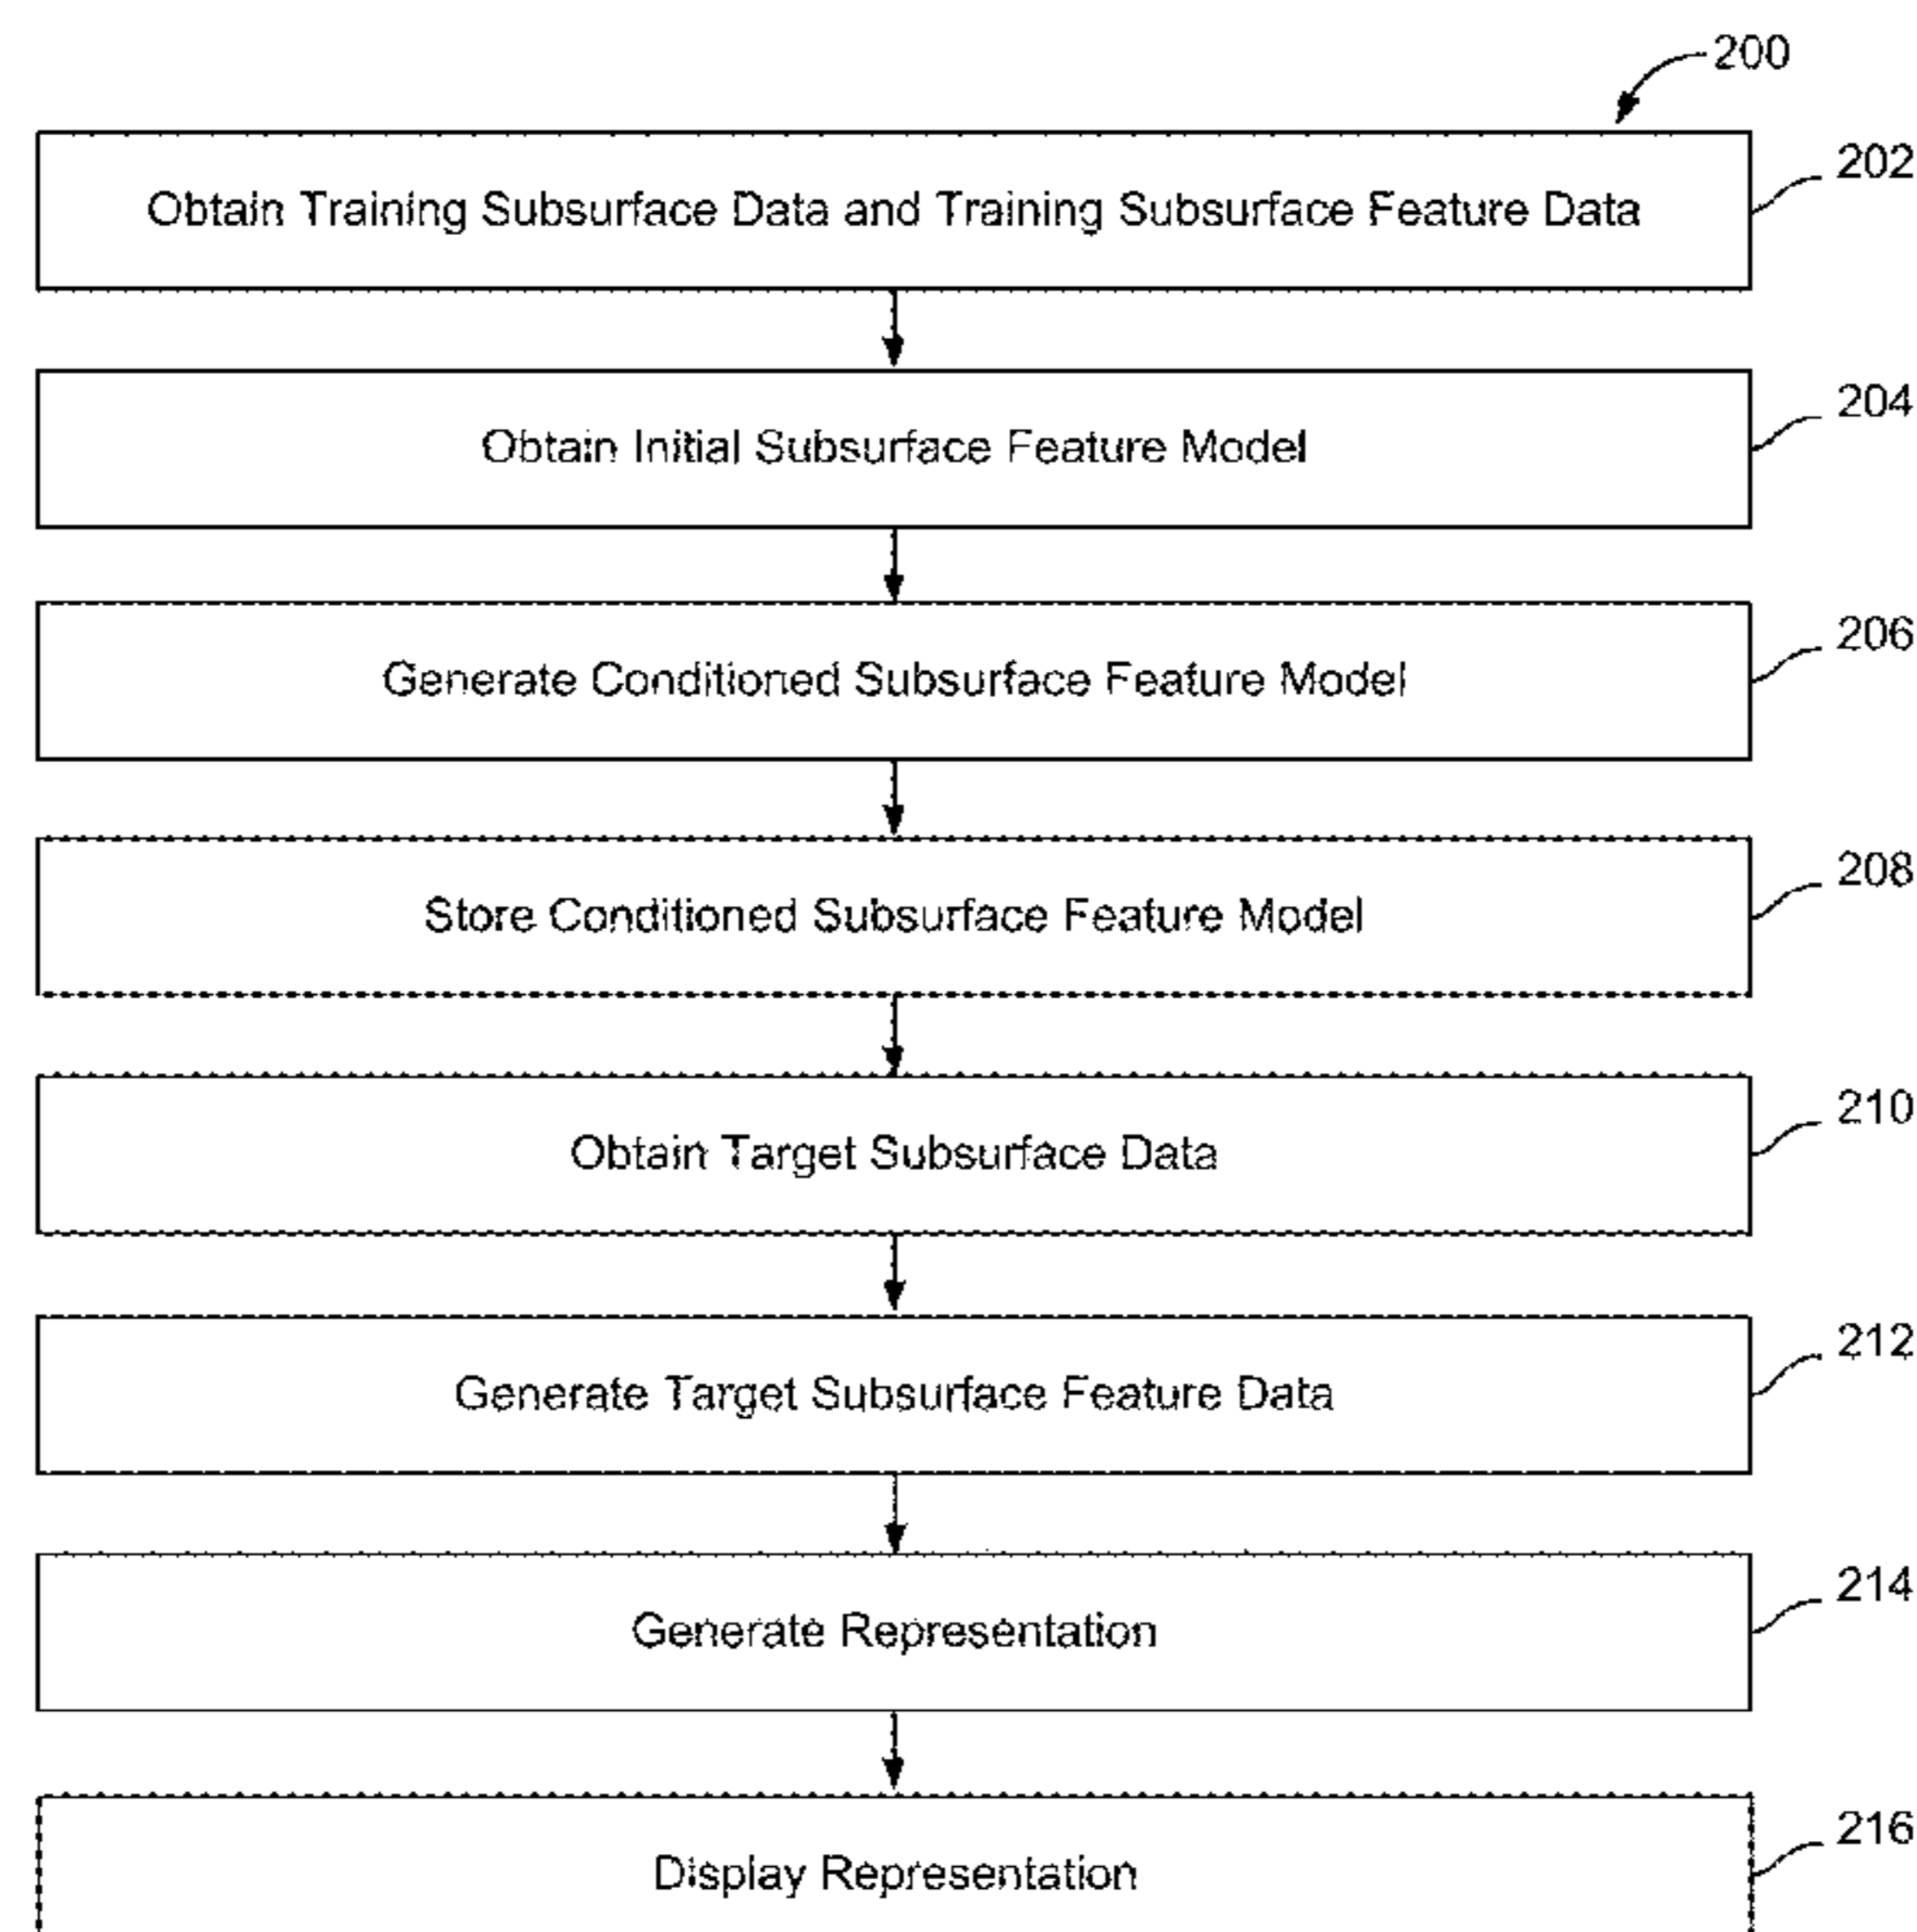 200
Obtain Training Subsurface Data and Training Subsurface Feature Data
202
Obtain Initial Subsurface Feature Model
204
Generate Conditioned Subsurface Feature Model
206
Store Conditioned Subsurface Feature Model
208
Obtain Target Subsurface Data
210
Generate Target Subsurface Feature Data
212
Generate Representation
214
Display Representation
216